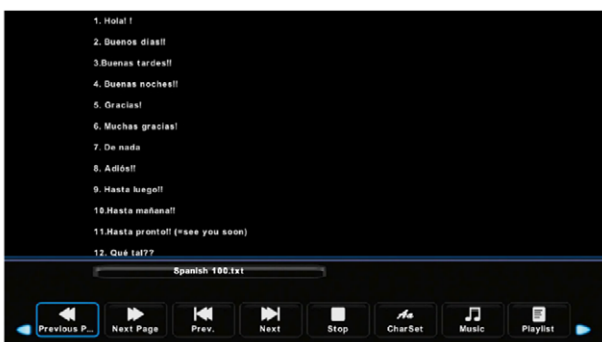 1. Hola! !
2. Buenos días!!
3.Buenas tardes!!
4. Buenas noches!!
5. Gracias!
6. Muchas gracias!
7. De nada
8. Adiós!!
9. Hasta luego!!
10.Hasta mañana!!
11.Hasta pronto!! (=see you soon)
12. Qué tal??
Spanish 100.txt
Previous P... Next Page Prev. Next Stop CharSet Music Playlist